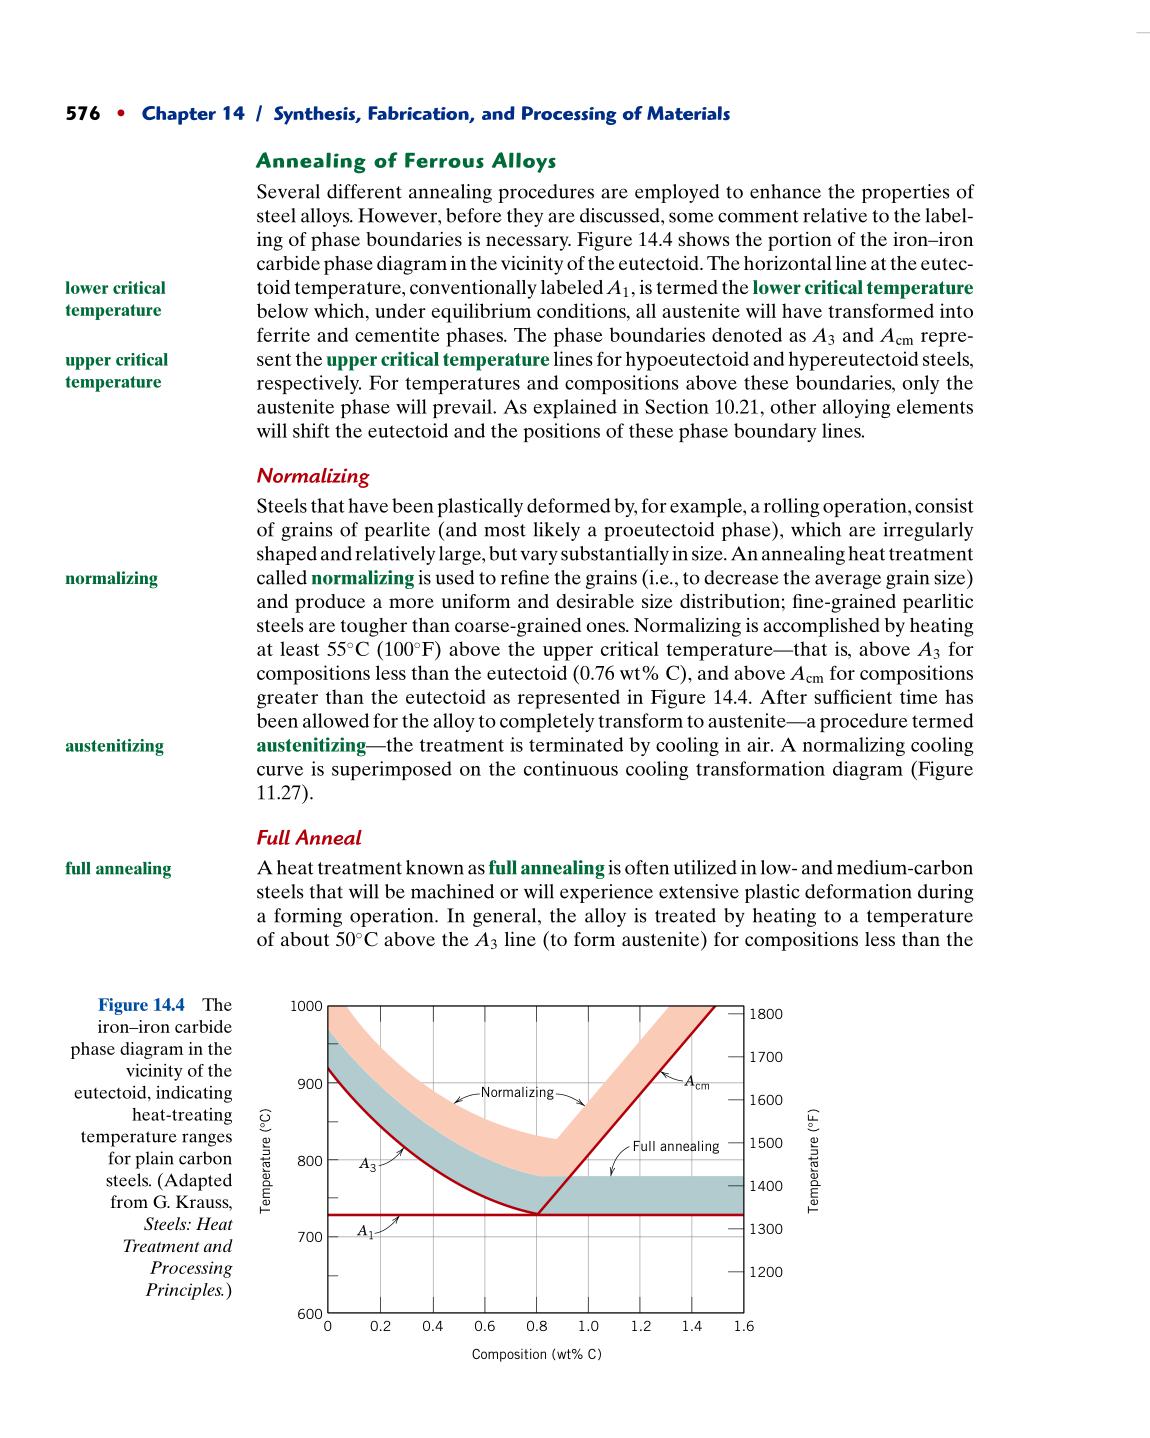 576 • Chapter 14 / Synthesis, Fabrication, and Processing of Materials
Annealing of Ferrous Alloys
Several different annealing procedures are employed to enhance the properties of
steel alloys. However, before they are discussed, some comment relative to the label-
ing of phase boundaries is necessary. Figure 14.4 shows the portion of the iron–iron
carbide phase diagram in the vicinity of the eutectoid. The horizontal line at the eutec-
lower critical
temperature
toid temperature, conventionally labeled A1, is termed the lower critical temperature
below which, under equilibrium conditions, all austenite will have transformed into
ferrite and cementite phases. The phase boundaries denoted as A3 and Acm repre-
upper critical
temperature
sent the upper critical temperature lines for hypoeutectoid and hypereutectoid steels,
respectively. For temperatures and compositions above these boundaries, only the
austenite phase will prevail. As explained in Section 10.21, other alloying elements
will shift the eutectoid and the positions of these phase boundary lines.
Normalizing
Steels that have been plastically deformed by, for example, a rolling operation, consist
of grains of pearlite (and most likely a proeutectoid phase), which are irregularly
shaped and relatively large, but vary substantially in size. An annealing heat treatment
normalizing
called normalizing is used to refine the grains (i.e., to decrease the average grain size)
and produce a more uniform and desirable size distribution; fine-grained pearlitic
steels are tougher than coarse-grained ones. Normalizing is accomplished by heating
at least 55°C (100°F) above the upper critical temperature—that is, above A3 for
compositions less than the eutectoid (0.76 wt% C), and above Acm for compositions
greater than the eutectoid as represented in Figure 14.4. After sufficient time has
been allowed for the alloy to completely transform to austenite—a procedure termed
austenitizing
austenitizing—the treatment is terminated by cooling in air. A normalizing cooling
curve is superimposed on the continuous cooling transformation diagram (Figure
11.27).
Full Anneal
full annealing
A heat treatment known as full annealing is often utilized in low- and medium-carbon
steels that will be machined or will experience extensive plastic deformation during
a forming operation. In general, the alloy is treated by heating to a temperature
of about 50°C above the A3 line (to form austenite) for compositions less than the
Figure 14.4 The
iron–iron carbide
phase diagram in the
vicinity of the
eutectoid, indicating
heat-treating
temperature ranges
for plain carbon
steels. (Adapted
from G. Krauss,
Steels: Heat
Treatment and
Processing
Principles.)
Temperature (°C)
1000
900
800
700
600
Normalizing
Acm
Full annealing
A3
A1
1800
1700
1600
1500
1400
1300
1200
Temperature (°F)
0 0.2 0.4 0.6 0.8 1.0 1.2 1.4 1.6
Composition (wt% C)